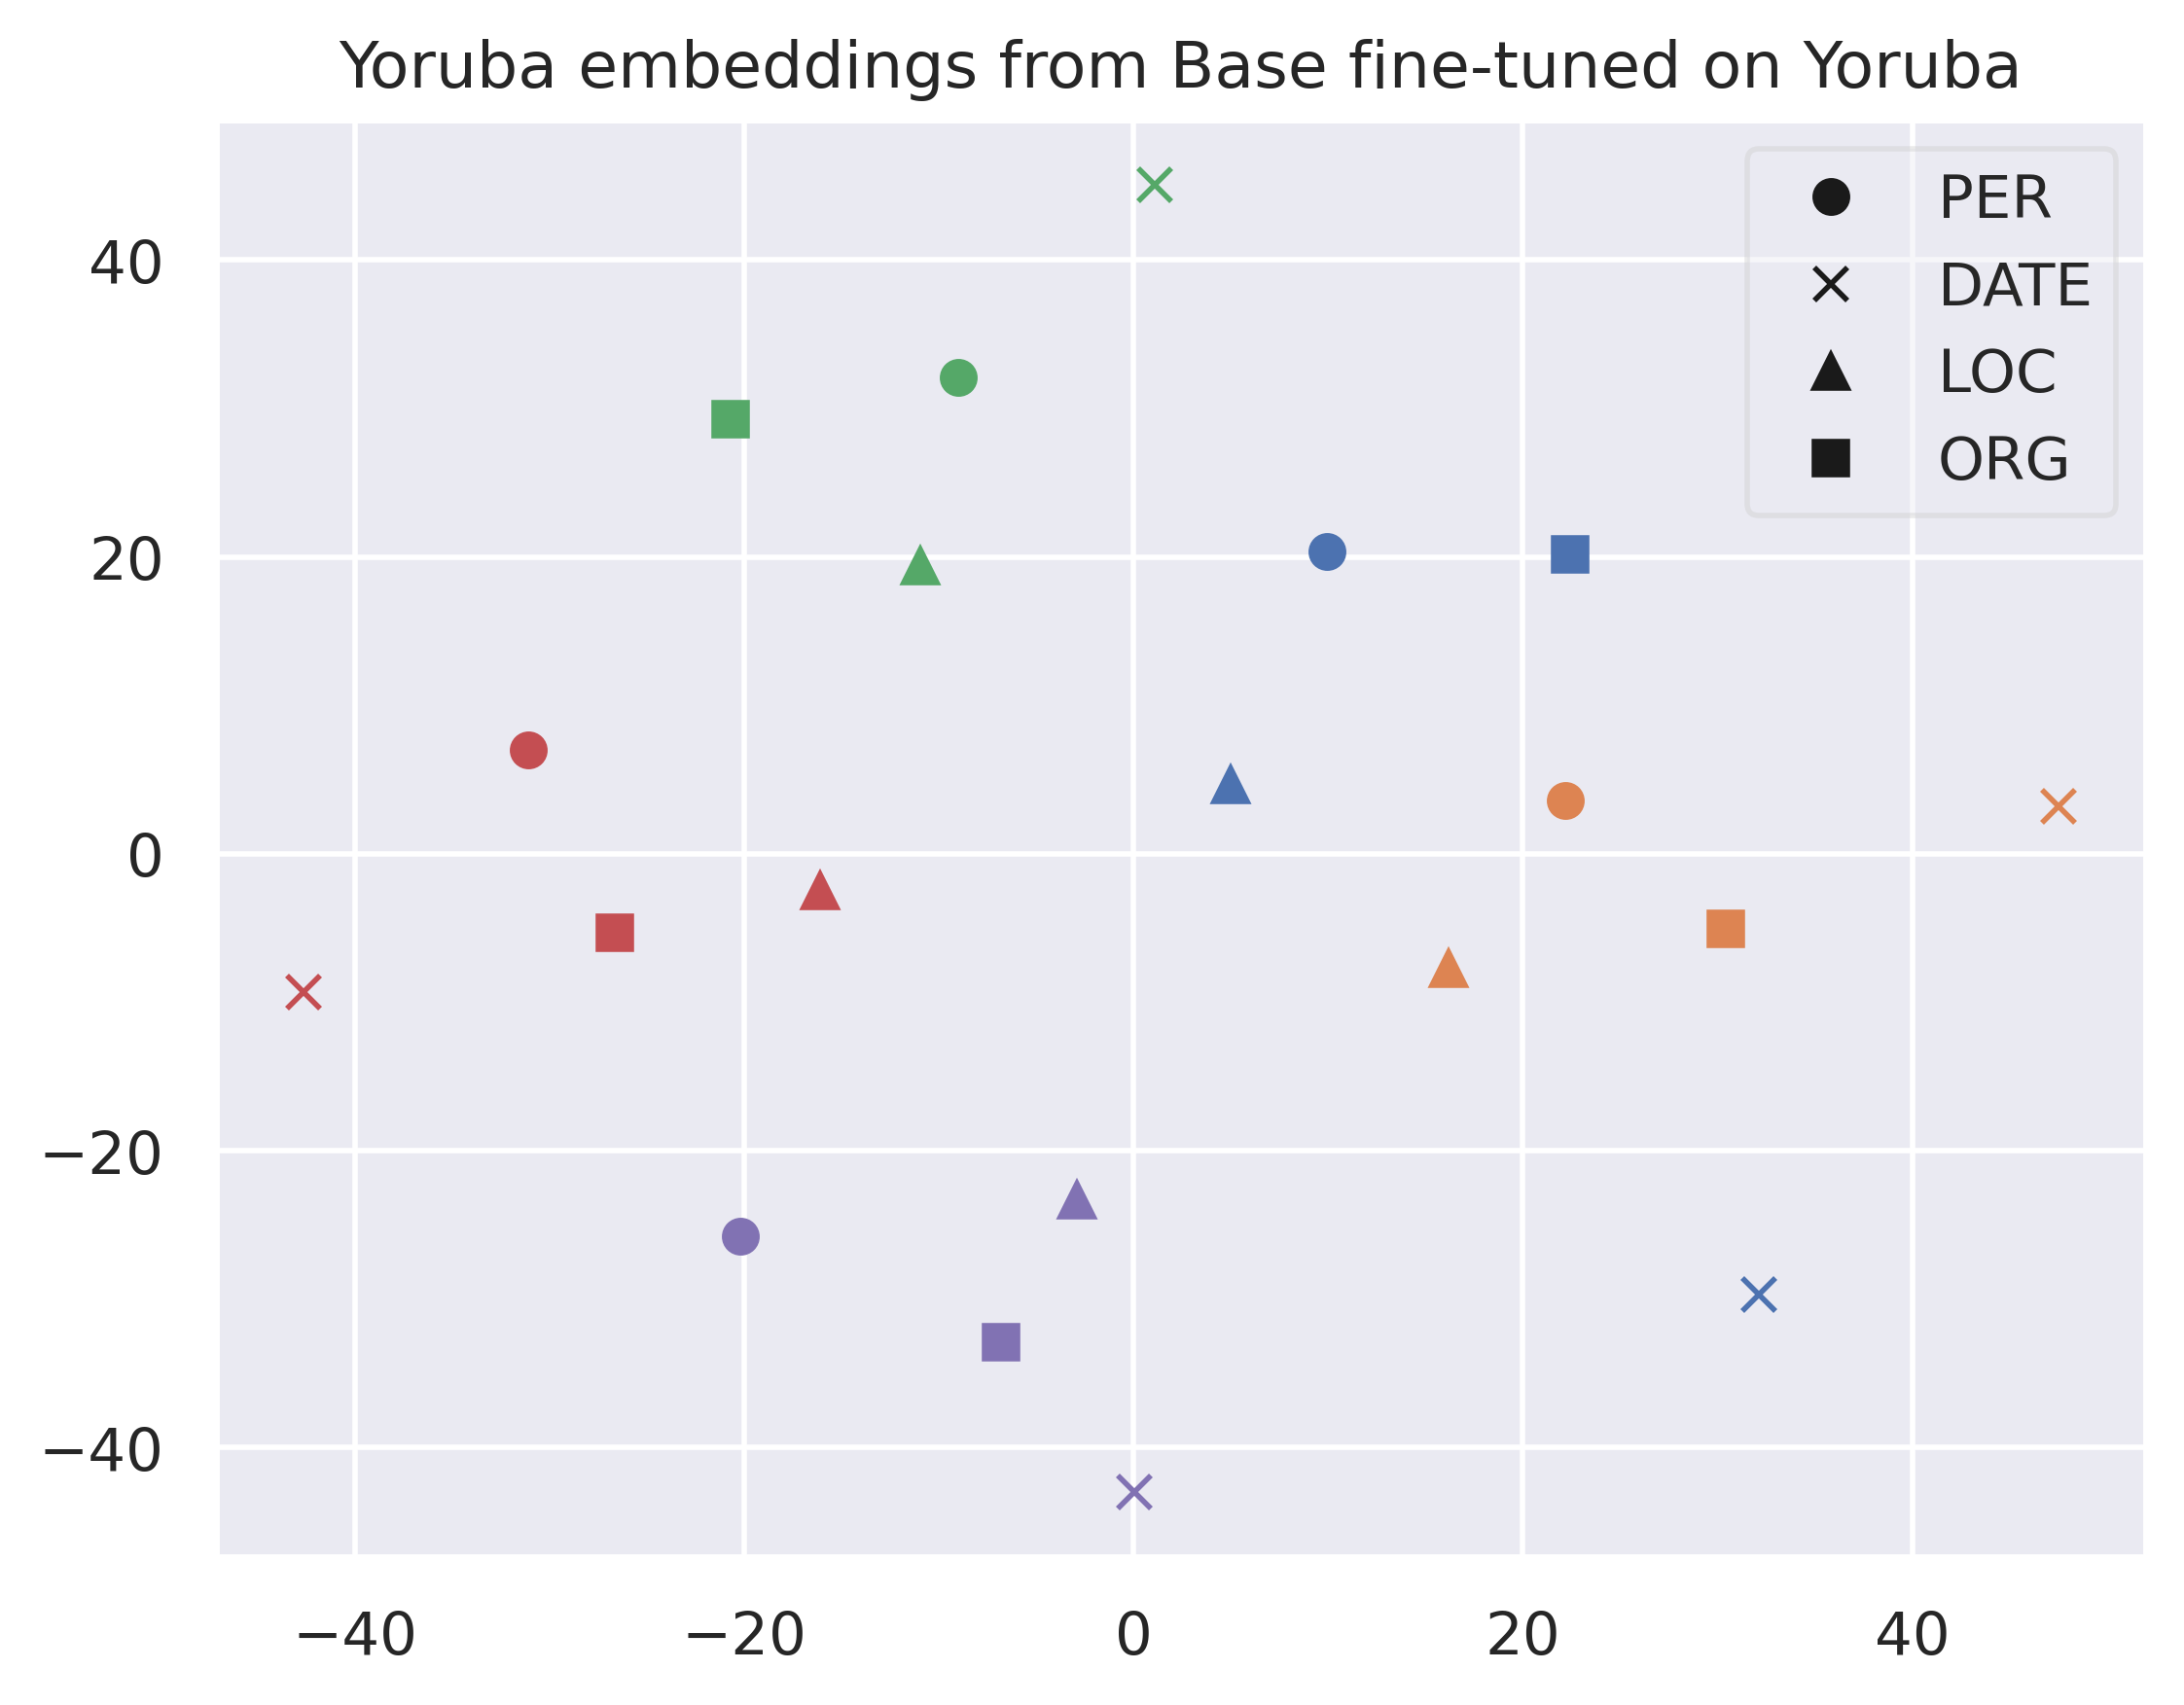 Yoruba embeddings from Base fine-tuned on Yoruba
PER
DATE
LOC
ORG
40
20
0
−20
−40
−40 −20 0 20 40